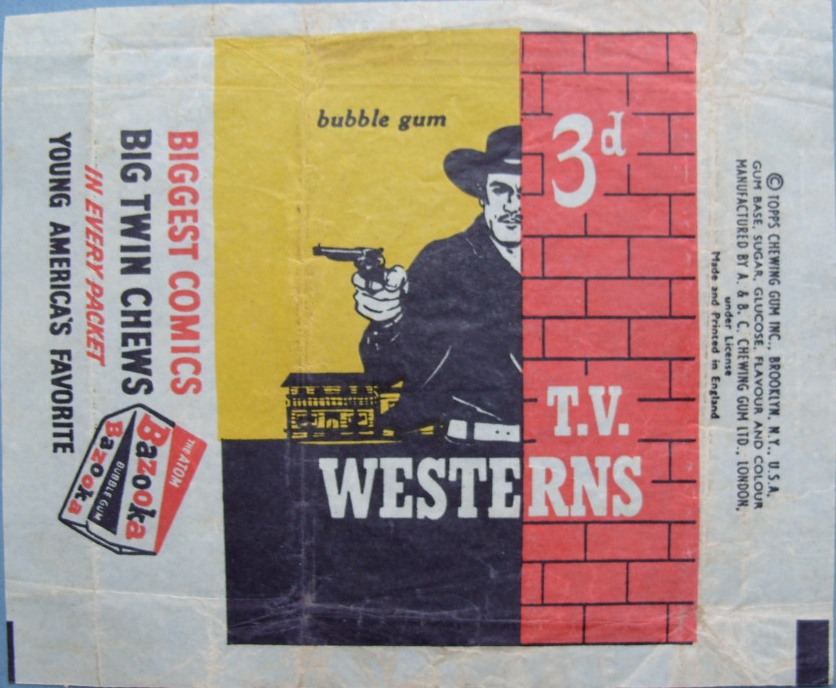 bubble gum
3d
T.V.
WESTERNS
BIGGEST COMICS
BIG TWIN CHEWS
IN EVERY PACKET
YOUNG AMERICA'S FAVORITE
THE ATOM
Bazooka
BUBBLE GUM
Bazooka
© TOPPS CHEWING GUM INC., BROOKLYN, N.Y., U.S.A.
GUM BASE, SUGAR, GLUCOSE, FLAVOUR AND COLOUR
MANUFACTURED BY A. & B. C. CHEWING GUM LTD., LONDON,
under License
Made and Printed in England